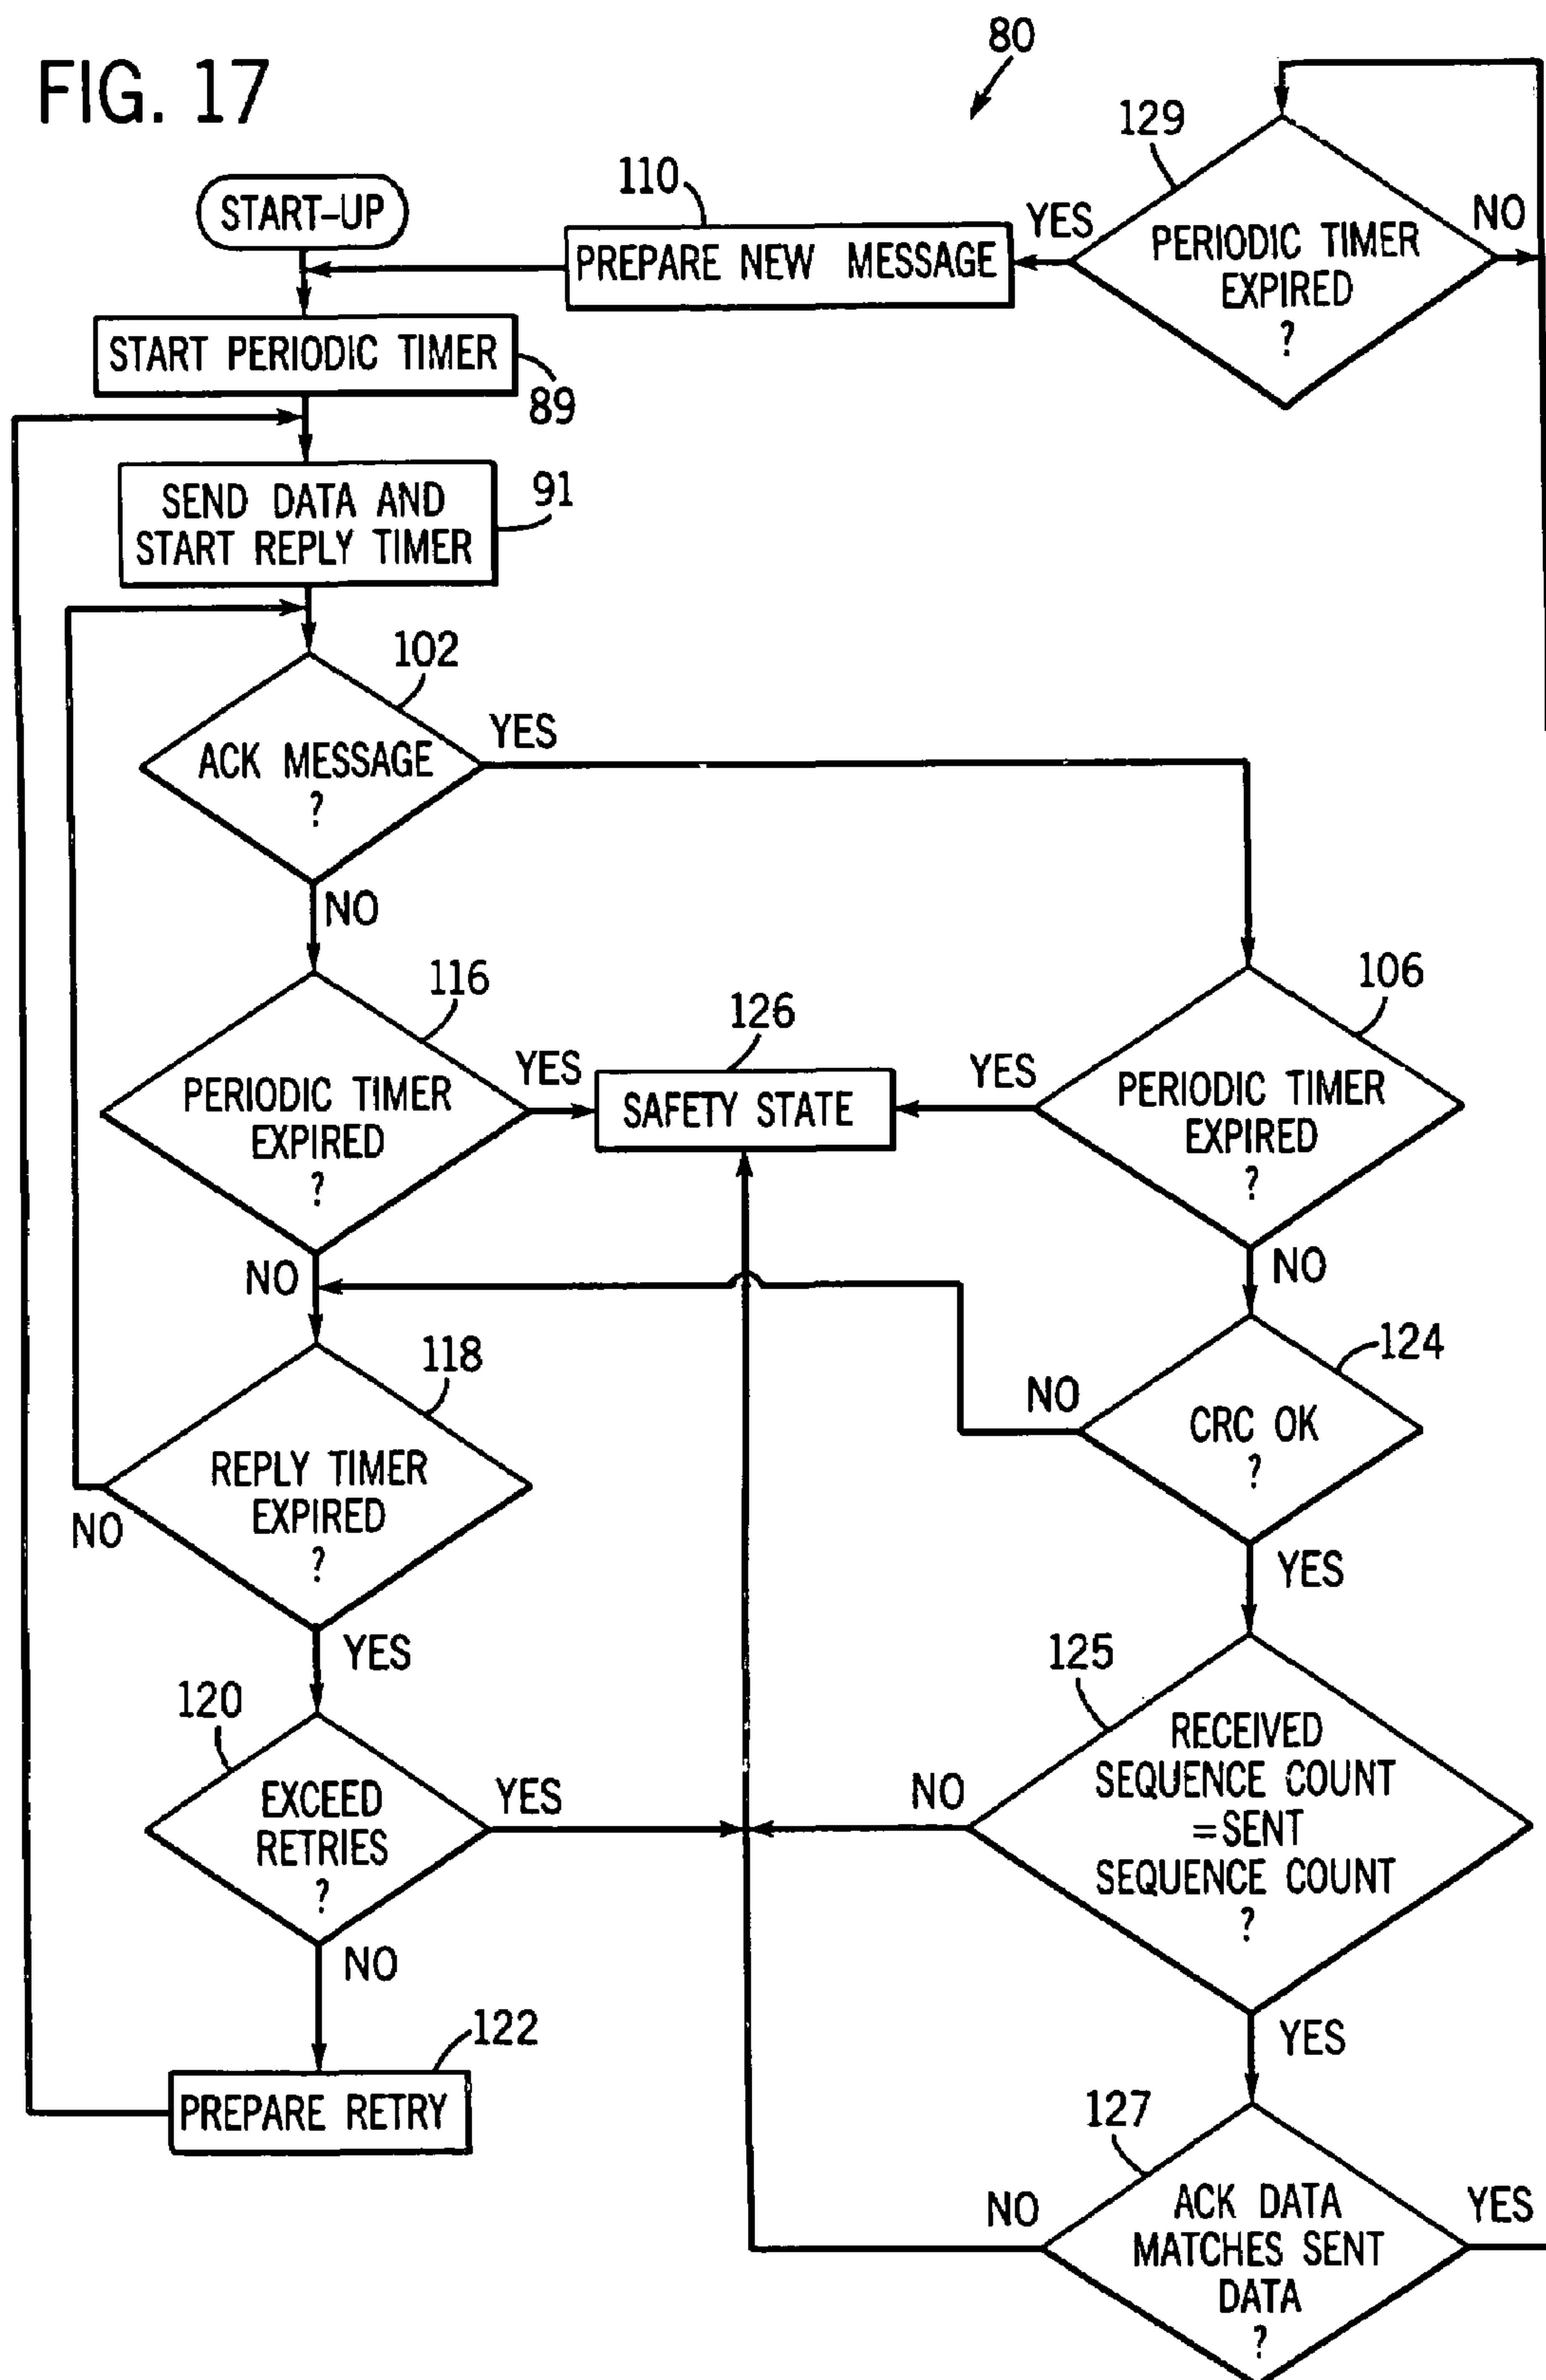 FIG. 17
80
129
110
START-UP
PREPARE NEW MESSAGE
YES
PERIODIC TIMER
EXPIRED
?
NO
START PERIODIC TIMER
89
SEND DATA AND
START REPLY TIMER
91
102
ACK MESSAGE
?
YES
NO
116
PERIODIC TIMER
EXPIRED
?
YES
126
SAFETY STATE
YES
106
PERIODIC TIMER
EXPIRED
?
NO
NO
118
REPLY TIMER
EXPIRED
?
NO
YES
124
CRC OK
?
NO
YES
120
EXCEED
RETRIES
?
YES
NO
125
RECEIVED
SEQUENCE COUNT
=SENT
SEQUENCE COUNT
?
NO
YES
122
PREPARE RETRY
127
ACK DATA
MATCHES SENT
DATA
?
NO
YES